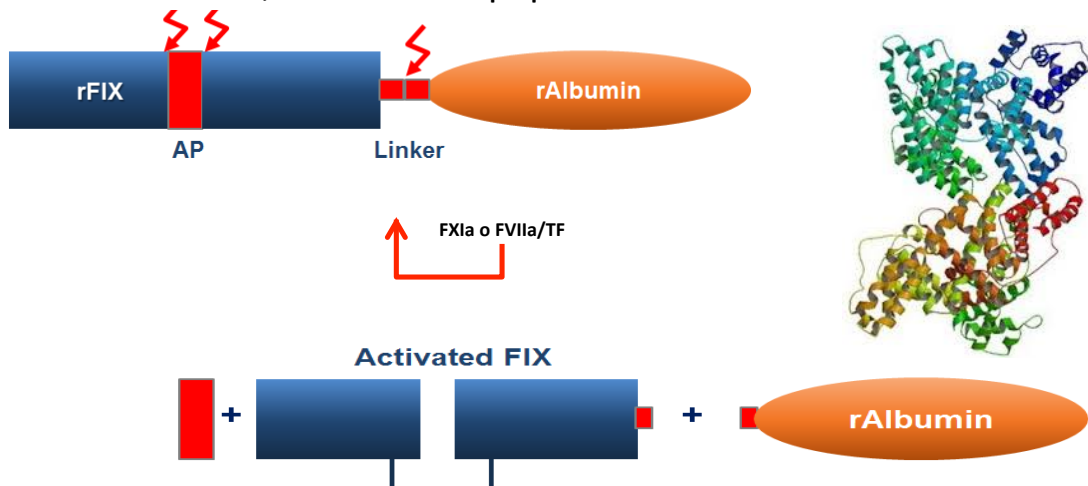 rFIX
rAlbumin
AP
Linker
FXIa o FVIIa/TF
Activated FIX
+
+
rAlbumin